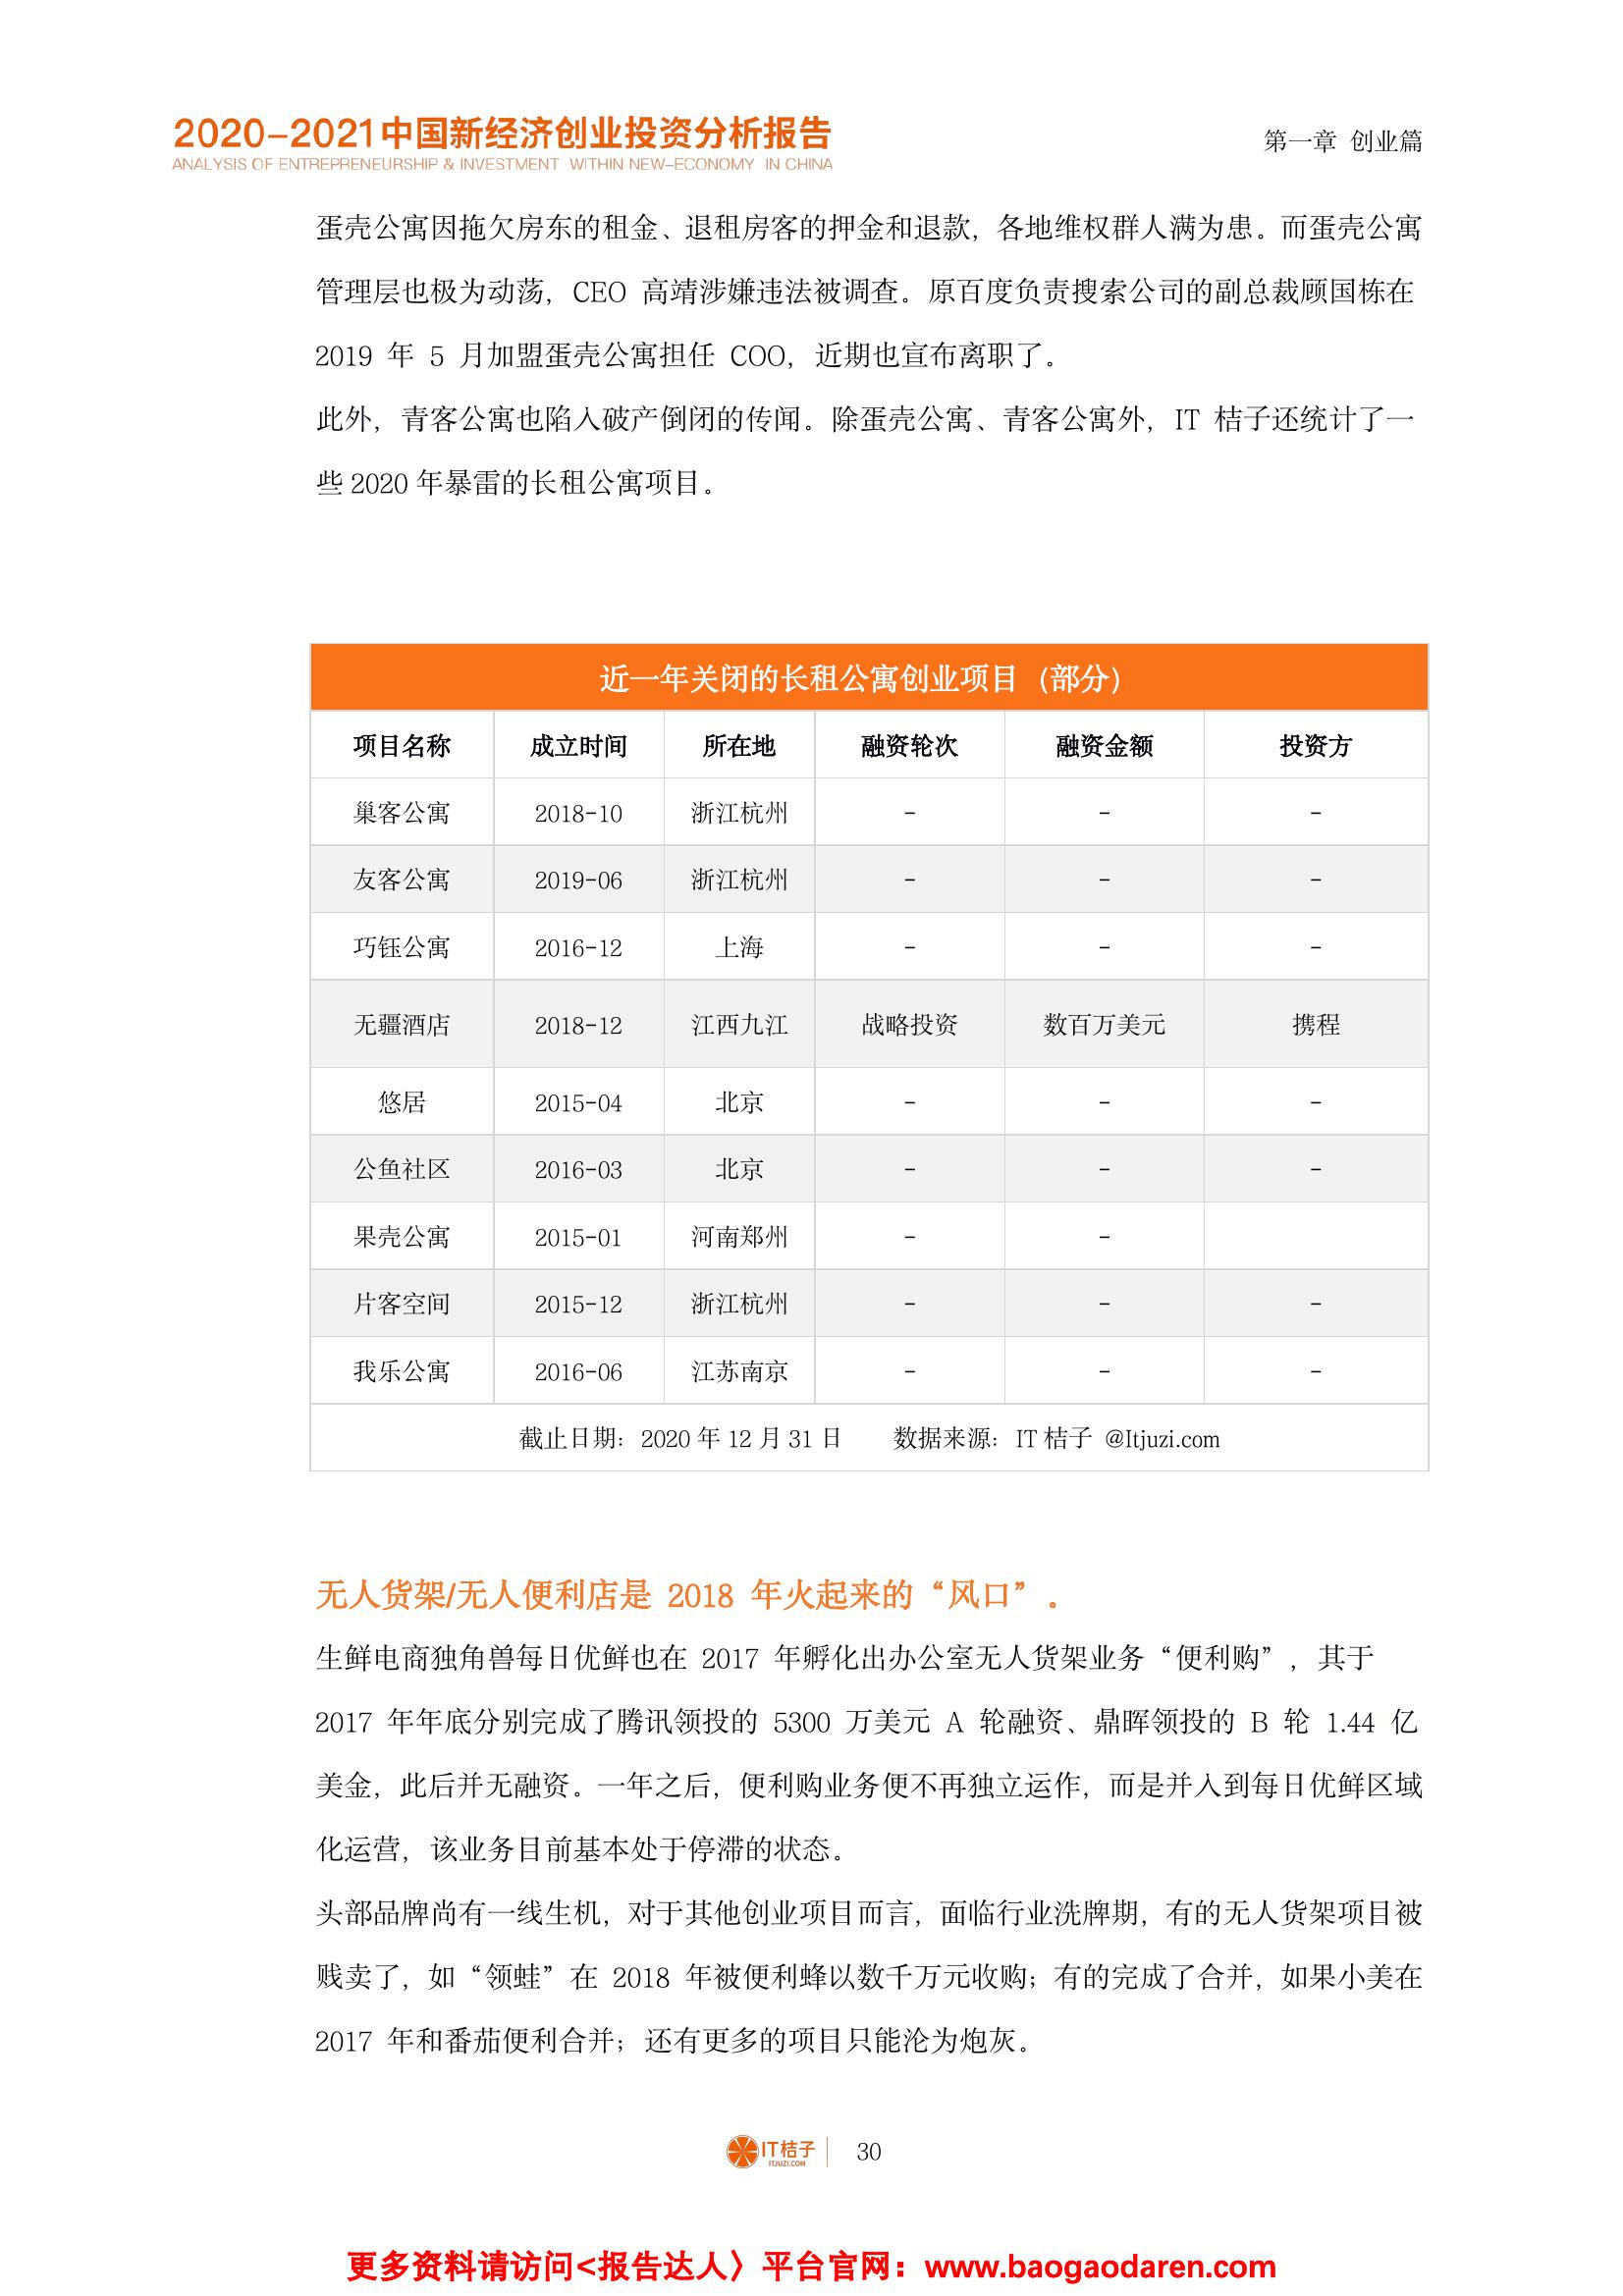 2020-2021中国新经济创业投资分析报告
ANALYSIS OF ENTREPRENEURSHIP & INVESTMENT WITHIN NEW-ECONOMY IN CHINA
第一章 创业篇
蛋壳公寓因拖欠房东的租金、退租房客的押金和退款，各地维权群人满为患。而蛋壳公寓
管理层也极为动荡，CEO 高靖涉嫌违法被调查。原百度负责搜索公司的副总裁顾国栋在
2019 年 5 月加盟蛋壳公寓担任 COO，近期也宣布离职了。
此外，青客公寓也陷入破产倒闭的传闻。除蛋壳公寓、青客公寓外，IT 桔子还统计了一
些 2020 年暴雷的长租公寓项目。
近一年关闭的长租公寓创业项目（部分）
项目名称 成立时间 所在地 融资轮次 融资金额 投资方
巢客公寓 2018-10 浙江杭州 - - -
友客公寓 2019-06 浙江杭州 - - -
巧钰公寓 2016-12 上海 - - -
无疆酒店 2018-12 江西九江 战略投资 数百万美元 携程
悠居 2015-04 北京 - - -
公鱼社区 2016-03 北京 - - -
果壳公寓 2015-01 河南郑州 - -
片客空间 2015-12 浙江杭州 - - -
我乐公寓 2016-06 江苏南京 - - -
截止日期：2020 年 12 月 31 日 数据来源：IT 桔子 @Itjuzi.com
无人货架/无人便利店是 2018 年火起来的“风口”。
生鲜电商独角兽每日优鲜也在 2017 年孵化出办公室无人货架业务“便利购”，其于
2017 年年底分别完成了腾讯领投的 5300 万美元 A 轮融资、鼎晖领投的 B 轮 1.44 亿
美金，此后并无融资。一年之后，便利购业务便不再独立运作，而是并入到每日优鲜区域
化运营，该业务目前基本处于停滞的状态。
头部品牌尚有一线生机，对于其他创业项目而言，面临行业洗牌期，有的无人货架项目被
贱卖了，如“领蛙”在 2018 年被便利蜂以数千万元收购；有的完成了合并，如果小美在
2017 年和番茄便利合并；还有更多的项目只能沦为炮灰。
IT桔子
ITJUZI.COM
30
更多资料请访问<报告达人〉平台官网：www.baogaodaren.com